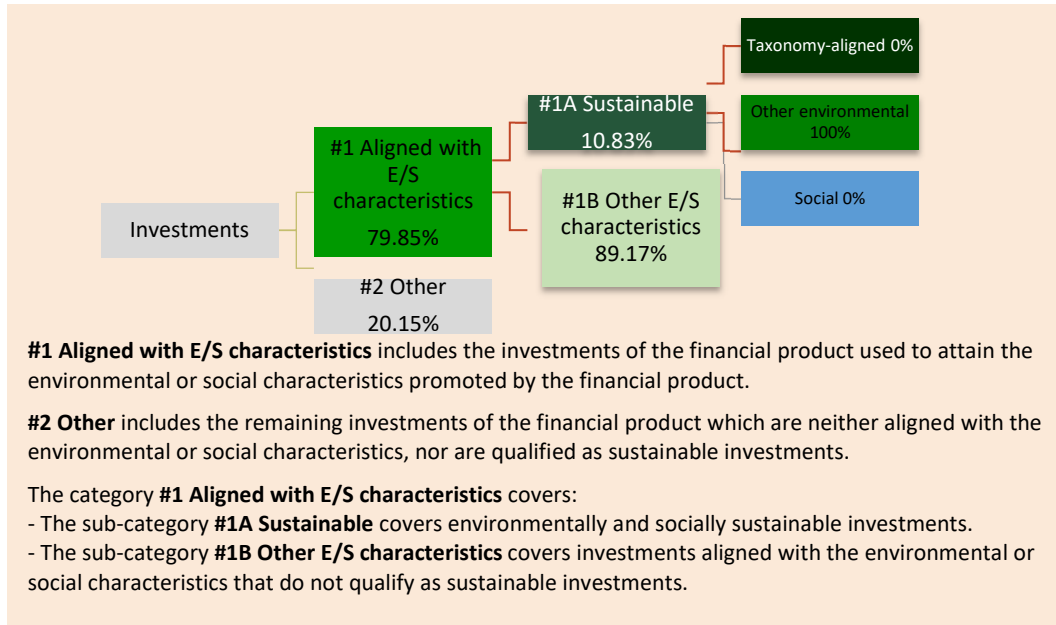 Taxonomy-aligned 0%
#1A Sustainable
10.83%
Other environmental
100%
#1 Aligned with
E/S
characteristics
79.85%
#1B Other E/S
characteristics
89.17%
Social 0%
Investments
#2 Other
20.15%
#1 Aligned with E/S characteristics includes the investments of the financial product used to attain the
environmental or social characteristics promoted by the financial product.
#2 Other includes the remaining investments of the financial product which are neither aligned with the
environmental or social characteristics, nor are qualified as sustainable investments.
The category #1 Aligned with E/S characteristics covers:
- The sub-category #1A Sustainable covers environmentally and socially sustainable investments.
- The sub-category #1B Other E/S characteristics covers investments aligned with the environmental or
social characteristics that do not qualify as sustainable investments.